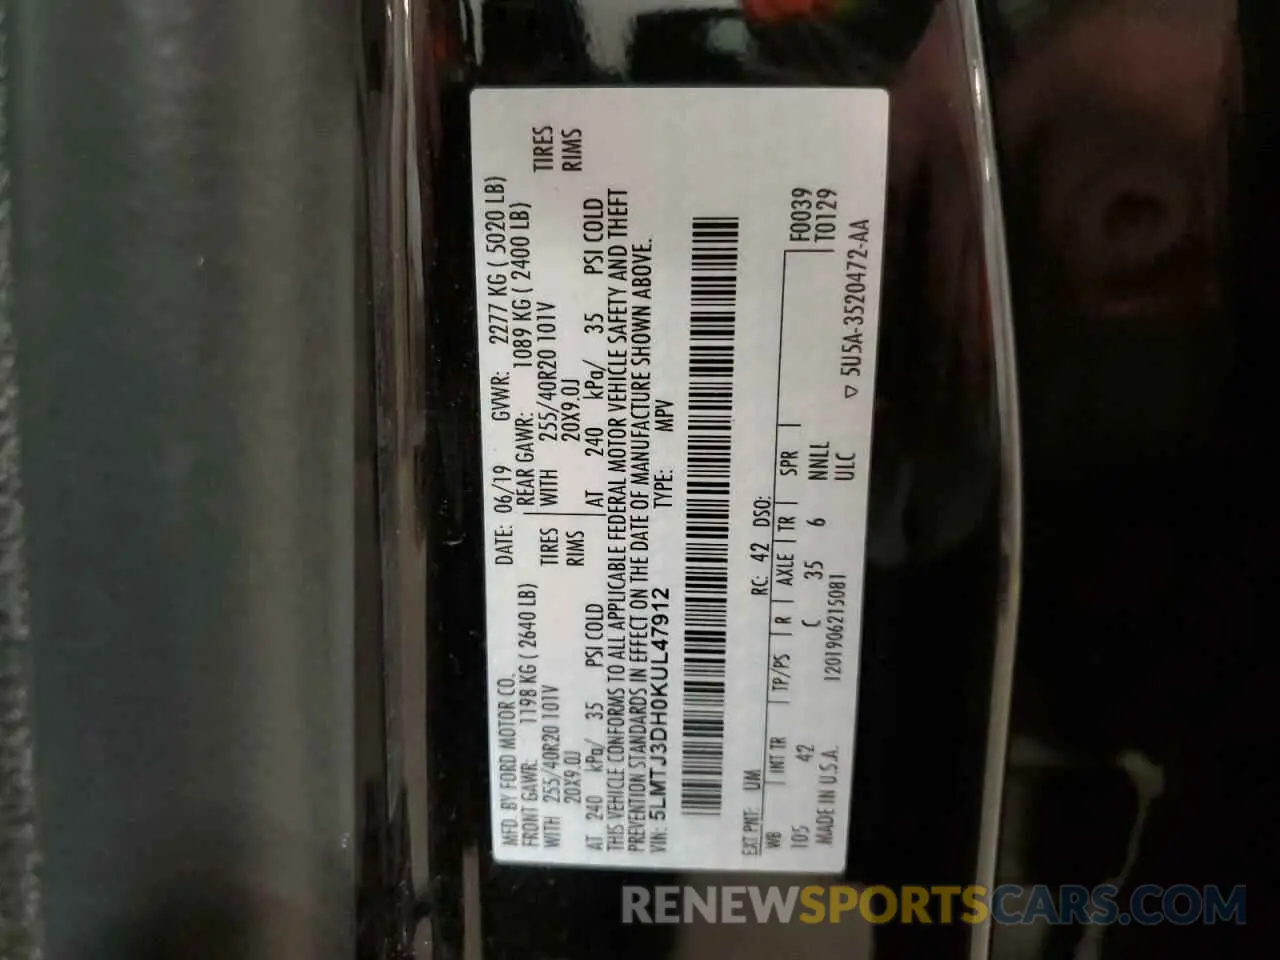 MFD. BY FORD MOTOR CO.
DATE: 06/19 GVWR: 2277 KG ( 5020 LB)
FRONT GAWR: 1198 KG ( 2640 LB)
REAR GAWR: 1089 KG ( 2400 LB)
WITH 255/40R20 101V TIRES
WITH 255/40R20 101V TIRES
20X9.0J RIMS
20X9.0J RIMS
AT 240 kPa/ 35 PSI COLD
AT 240 kPa/ 35 PSI COLD
THIS VEHICLE CONFORMS TO ALL APPLICABLE FEDERAL MOTOR VEHICLE SAFETY AND THEFT
PREVENTION STANDARDS IN EFFECT ON THE DATE OF MANUFACTURE SHOWN ABOVE.
VIN: 5LMTJ3DH0KUL47912 TYPE: MPV
EXT PNT: UM RC: 42 DSO:
WB INT TR TP/PS R AXLE TR SPR
F0039
105 42 C 35 6 NNLL
T0129
MADE IN U.S.A. 1201906215081 ULC
▽ 5U5A-3520472-AA
RENEWSPORTSCARS.COM